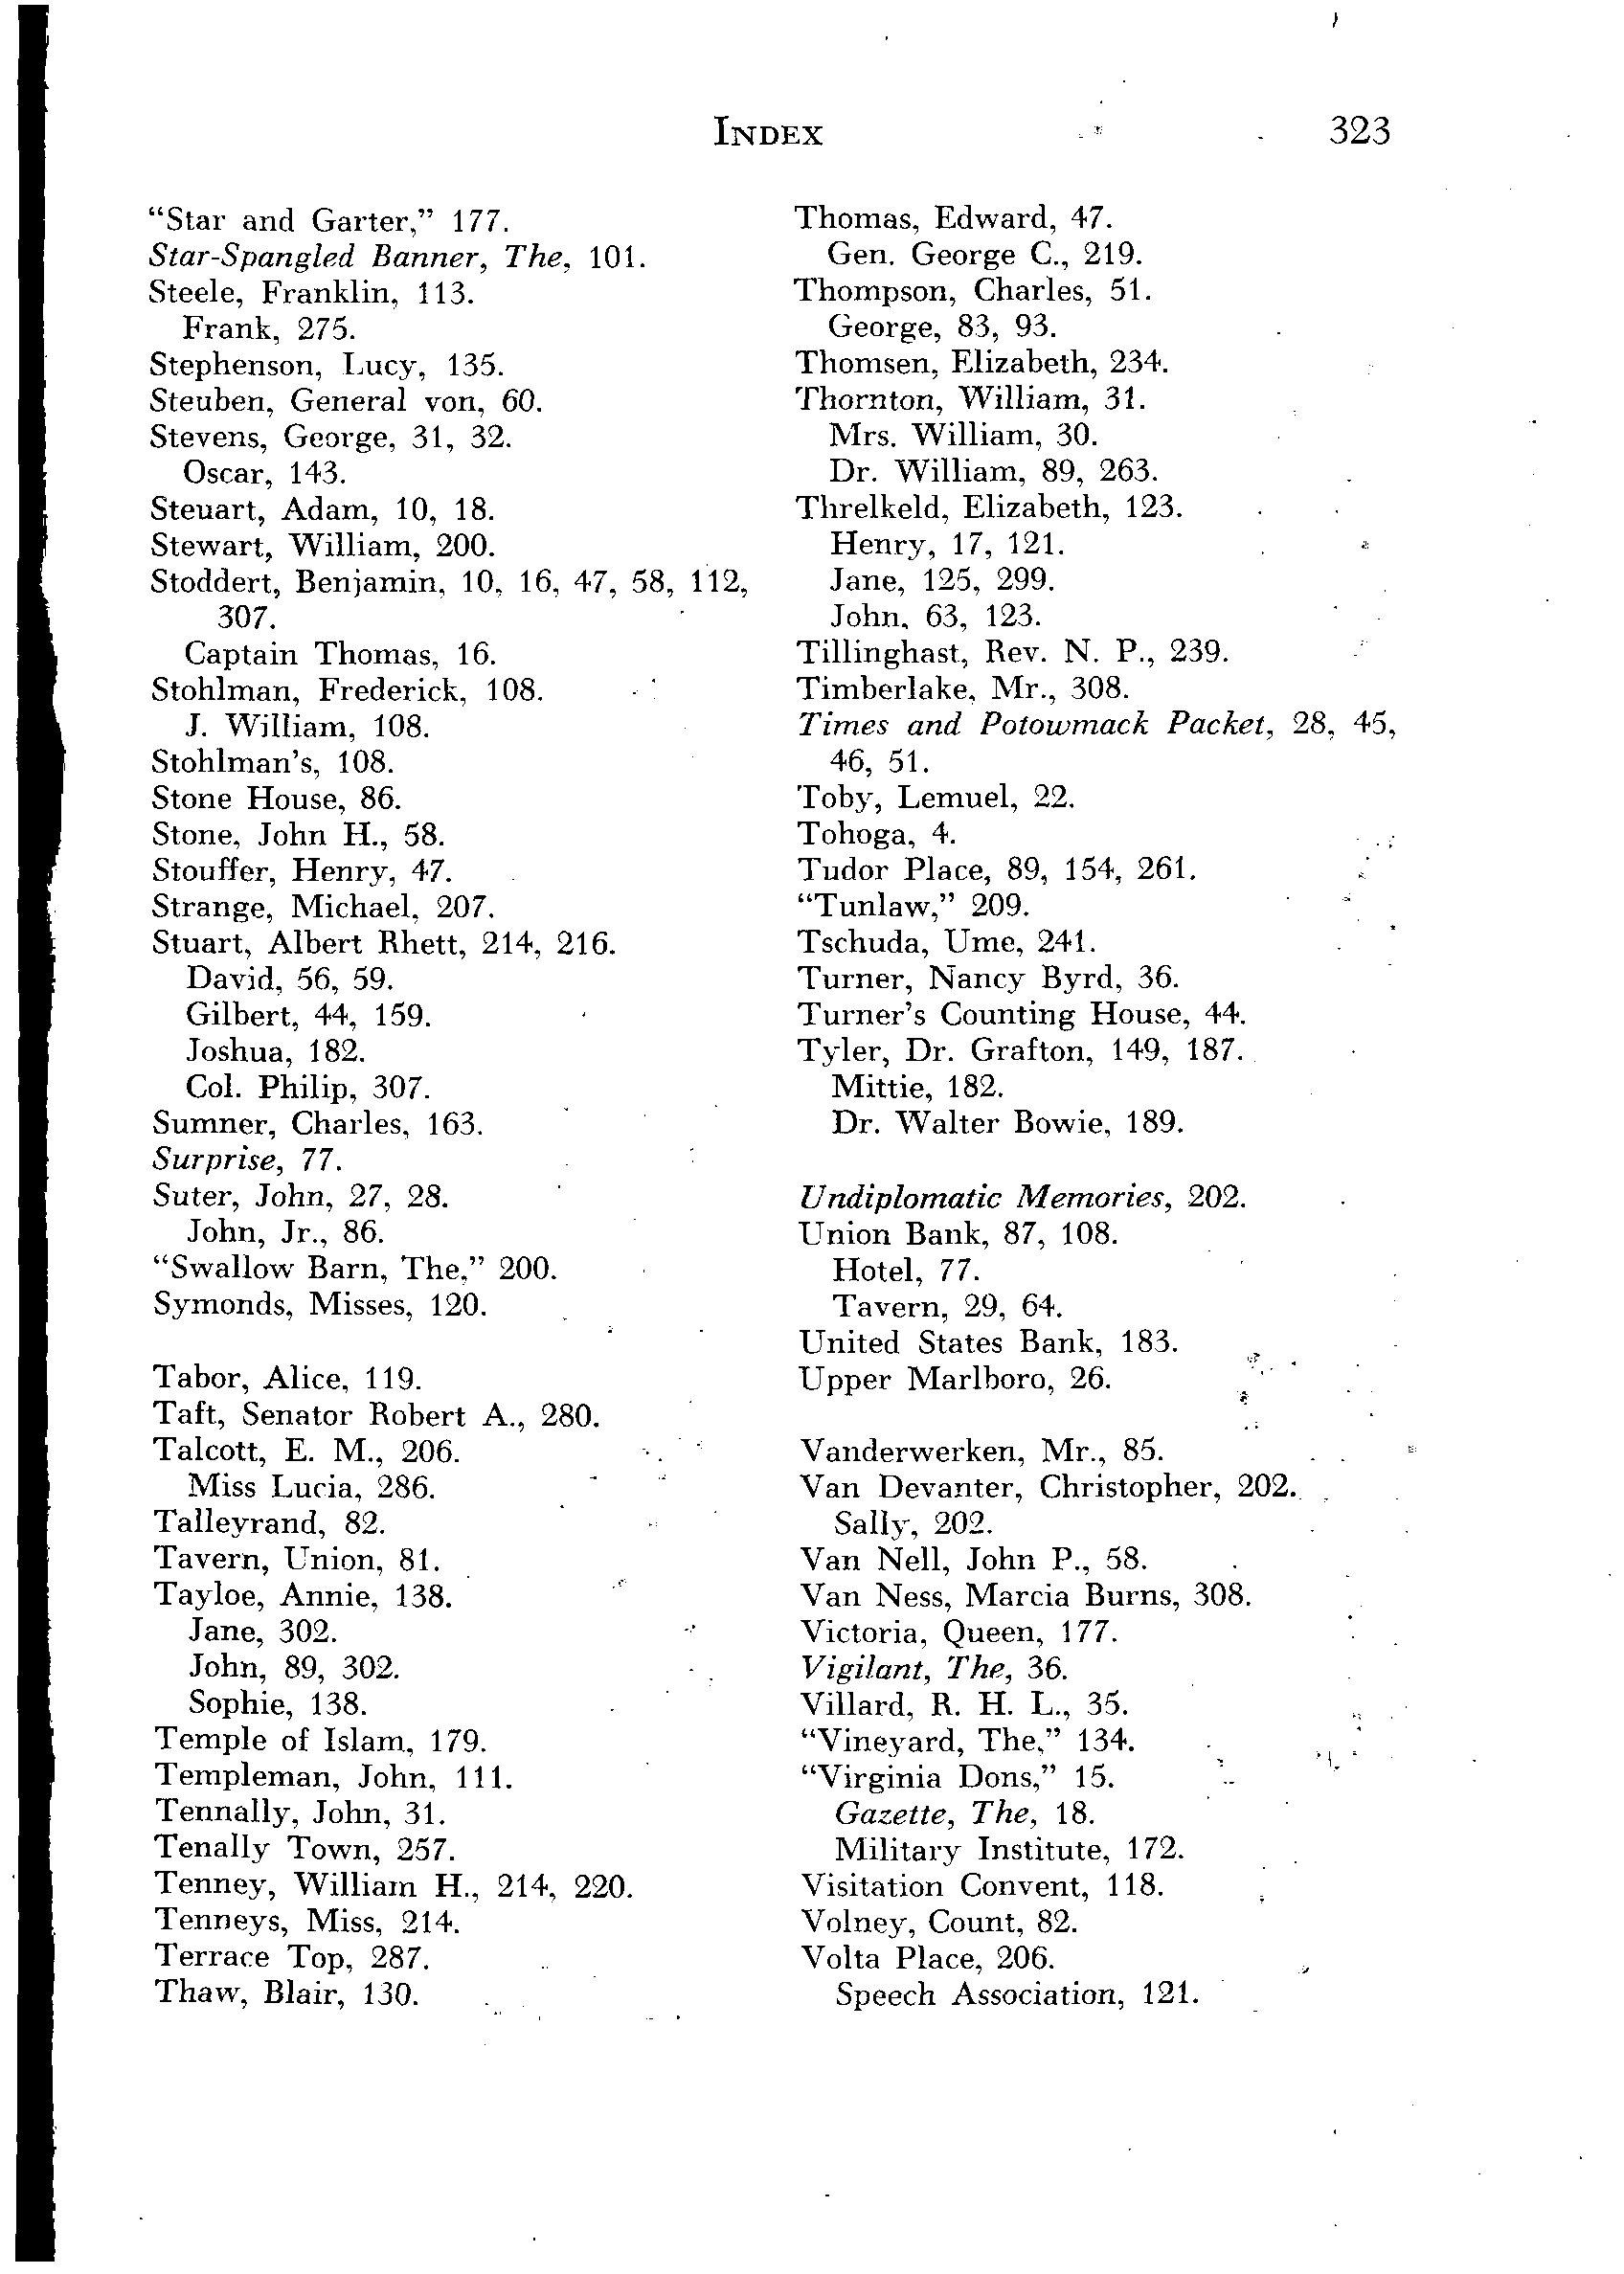 INDEX 323
"Star and Garter," 177.
Star-Spangled Banner, The, 101.
Steele, Franklin, 113.
Frank, 275.
Stephenson, Lucy, 135.
Steuben, General von, 60.
Stevens, George, 31, 32.
Oscar, 143.
Steuart, Adam, 10, 18.
Stewart, William, 200.
Stoddert, Benjamin, 10, 16, 47, 58, 112,
307.
Captain Thomas, 16.
Stohlman, Frederick, 108.
J. William, 108.
Stohlman's, 108.
Stone House, 86.
Stone, John H., 58.
Stouffer, Henry, 47.
Strange, Michael, 207.
Stuart, Albert Rhett, 214, 216.
David, 56, 59.
Gilbert, 44, 159.
Joshua, 182.
Col. Philip, 307.
Sumner, Charles, 163.
Surprise, 77.
Suter, John, 27, 28.
John, Jr., 86.
"Swallow Barn, The," 200.
Symonds, Misses, 120.
Tabor, Alice, 119.
Taft, Senator Robert A., 280.
Talcott, E. M., 206.
Miss Lucia, 286.
Talleyrand, 82.
Tavern, Union, 81.
Tayloe, Annie, 138.
Jane, 302.
John, 89, 302.
Sophie, 138.
Temple of Islam, 179.
Templeman, John, 111.
Tennally, John, 31.
Tenally Town, 257.
Tenney, William H., 214, 220.
Tenneys, Miss, 214.
Terrace Top, 287.
Thaw, Blair, 130.
Thomas, Edward, 47.
Gen. George C., 219.
Thompson, Charles, 51.
George, 83, 93.
Thomsen, Elizabeth, 234.
Thornton, William, 31.
Mrs. William, 30.
Dr. William, 89, 263.
Threlkeld, Elizabeth, 123.
Henry, 17, 121.
Jane, 125, 299.
John, 63, 123.
Tillinghast, Rev. N. P., 239.
Timberlake, Mr., 308.
Times and Potowmack Packet, 28, 45,
46, 51.
Toby, Lemuel, 22.
Tohoga, 4.
Tudor Place, 89, 154, 261.
"Tunlaw," 209.
Tschuda, Ume, 241.
Turner, Nancy Byrd, 36.
Turner's Counting House, 44.
Tyler, Dr. Grafton, 149, 187.
Mittie, 182.
Dr. Walter Bowie, 189.
Undiplomatic Memories, 202.
Union Bank, 87, 108.
Hotel, 77.
Tavern, 29, 64.
United States Bank, 183.
Upper Marlboro, 26.
Vanderwerken, Mr., 85.
Van Devanter, Christopher, 202.
Sally, 202.
Van Nell, John P., 58.
Van Ness, Marcia Burns, 308.
Victoria, Queen, 177.
Vigilant, The, 36.
Villard, R. H. L., 35.
"Vineyard, The," 134.
"Virginia Dons," 15.
Gazette, The, 18.
Military Institute, 172.
Visitation Convent, 118.
Volney, Count, 82.
Volta Place, 206.
Speech Association, 121.